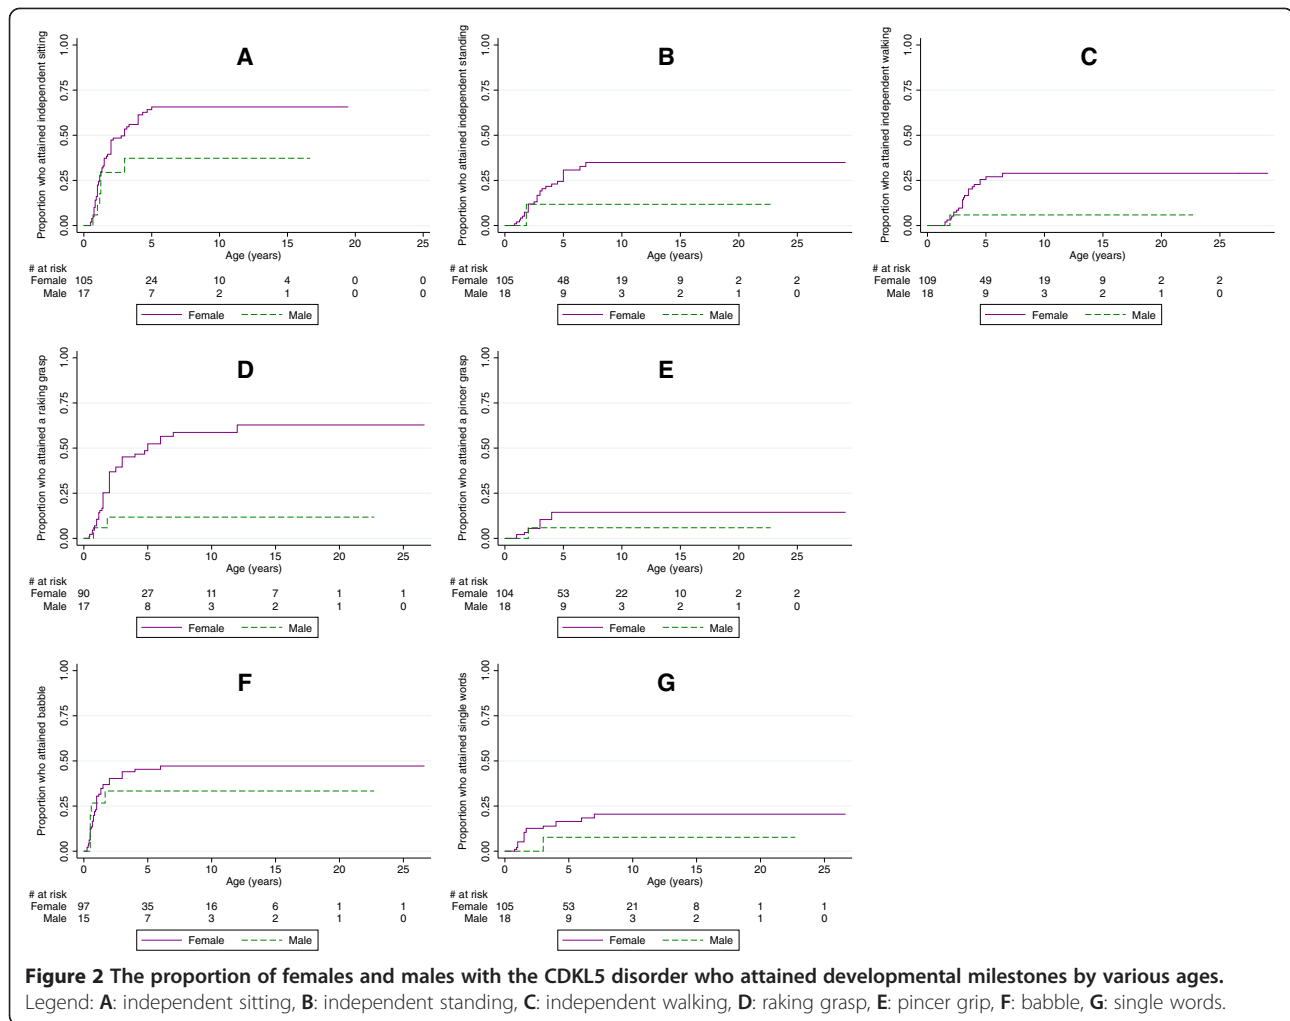 A
Proportion who attained independent sitting
1.00
0.75
0.50
0.25
0.00
0 5 10 15 20 25
Age (years)
# at risk
Female 105 24 10 4 0 0
Male 17 7 2 1 0 0
Female Male
B
Proportion who attained independent standing
1.00
0.75
0.50
0.25
0.00
0 5 10 15 20 25
Age (years)
# at risk
Female 105 48 19 9 2 2
Male 18 9 3 2 1 0
Female Male
C
Proportion who attained independent walking
1.00
0.75
0.50
0.25
0.00
0 5 10 15 20 25
Age (years)
# at risk
Female 109 49 19 9 2 2
Male 18 9 3 2 1 0
Female Male
D
Proportion who attained a raking grasp
1.00
0.75
0.50
0.25
0.00
0 5 10 15 20 25
Age (years)
# at risk
Female 90 27 11 7 1 1
Male 17 8 3 2 1 0
Female Male
E
Proportion who attained a pincer grasp
1.00
0.75
0.50
0.25
0.00
0 5 10 15 20 25
Age (years)
# at risk
Female 104 53 22 10 2 2
Male 18 9 3 2 1 0
Female Male
F
Proportion who attained babble
1.00
0.75
0.50
0.25
0.00
0 5 10 15 20 25
Age (years)
# at risk
Female 97 35 16 6 1 1
Male 15 7 3 2 1 0
Female Male
G
Proportion who attained single words
1.00
0.75
0.50
0.25
0.00
0 5 10 15 20 25
Age (years)
# at risk
Female 105 53 21 8 1 1
Male 18 9 3 2 1 0
Female Male
Figure 2 The proportion of females and males with the CDKL5 disorder who attained developmental milestones by various ages.
Legend: A: independent sitting, B: independent standing, C: independent walking, D: raking grasp, E: pincer grip, F: babble, G: single words.